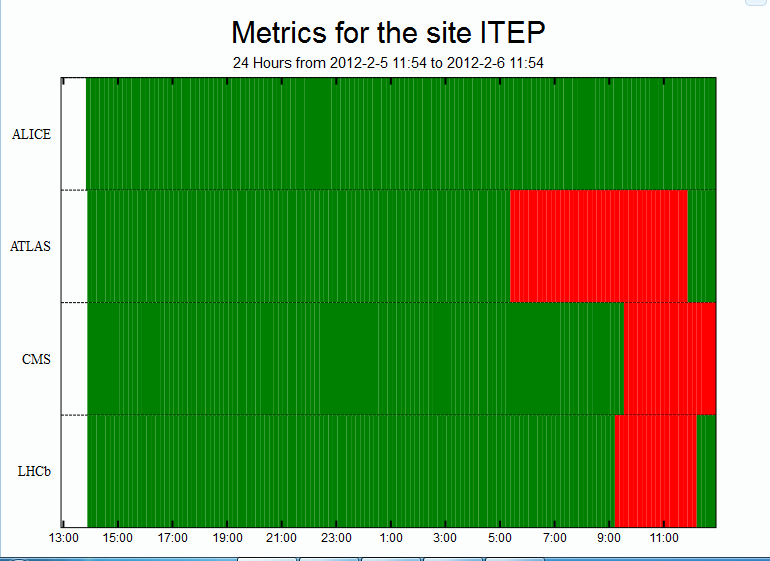 Metrics for the site ITEP
24 Hours from 2012-2-5 11:54 to 2012-2-6 11:54
ALICE
ATLAS
CMS
LHCb
13:00 15:00 17:00 19:00 21:00 23:00 1:00 3:00 5:00 7:00 9:00 11:00